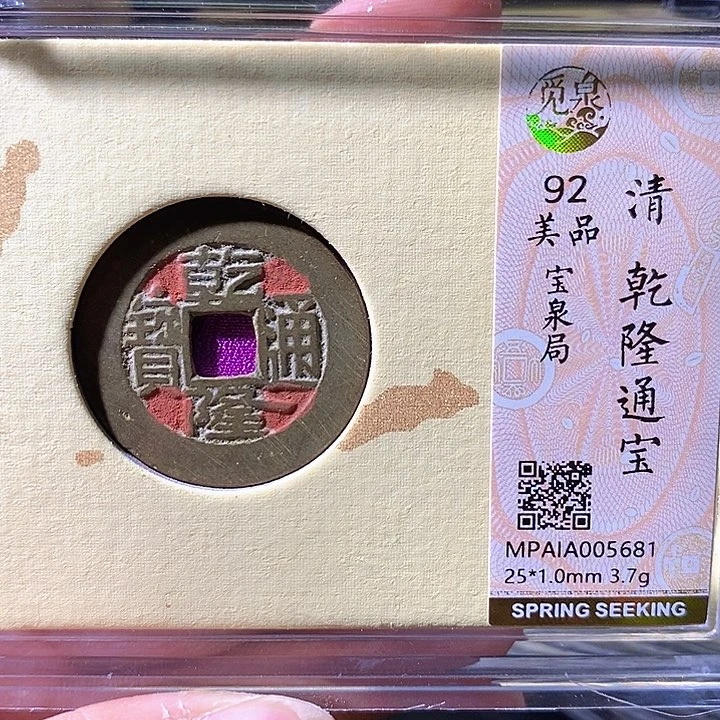 乾隆通寳
觅泉
92
美品
宝泉局
清 乾隆通宝
MPAIA005681
25*1.0mm 3.7g
SPRING SEEKING